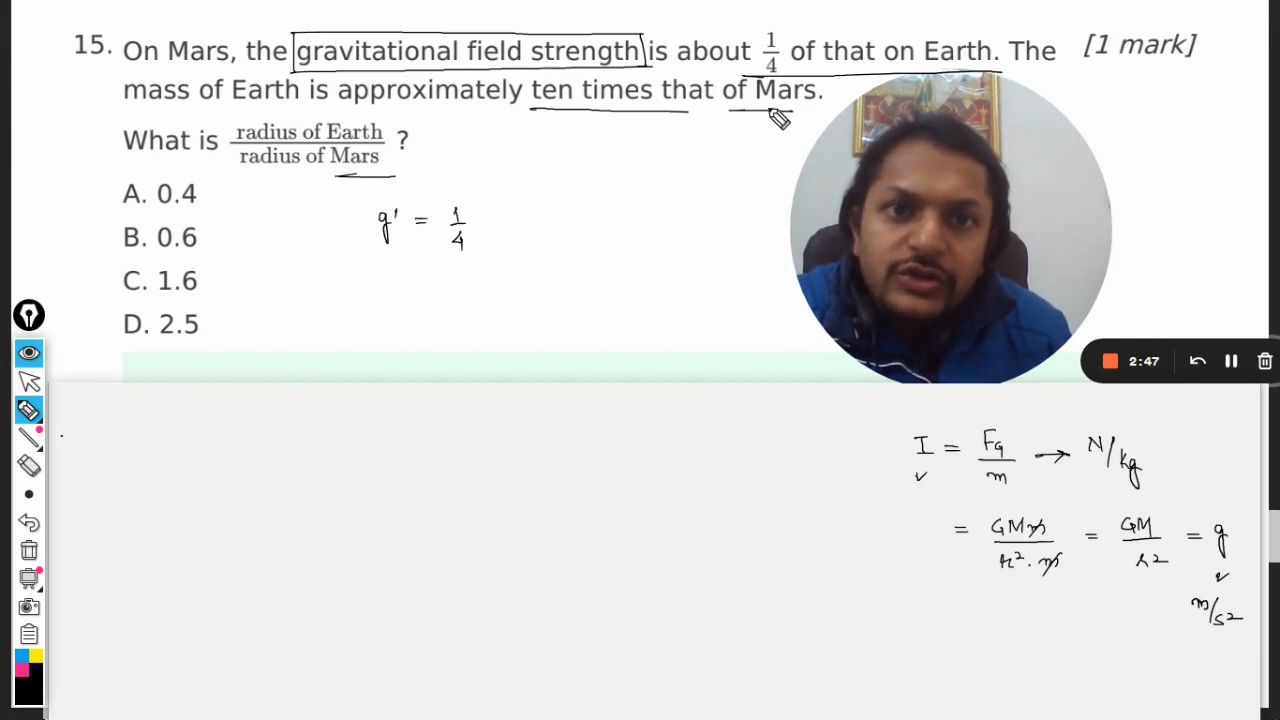 15. On Mars, the gravitational field strength is about 1/4 of that on Earth. The [1 mark]
mass of Earth is approximately ten times that of Mars.
What is radius of Earth / radius of Mars ?
A. 0.4
B. 0.6
C. 1.6
D. 2.5
g' = 1/4
2:47
I = FG/m → N/kg
= GMm/r². m = GM/r2 = g
m/s2